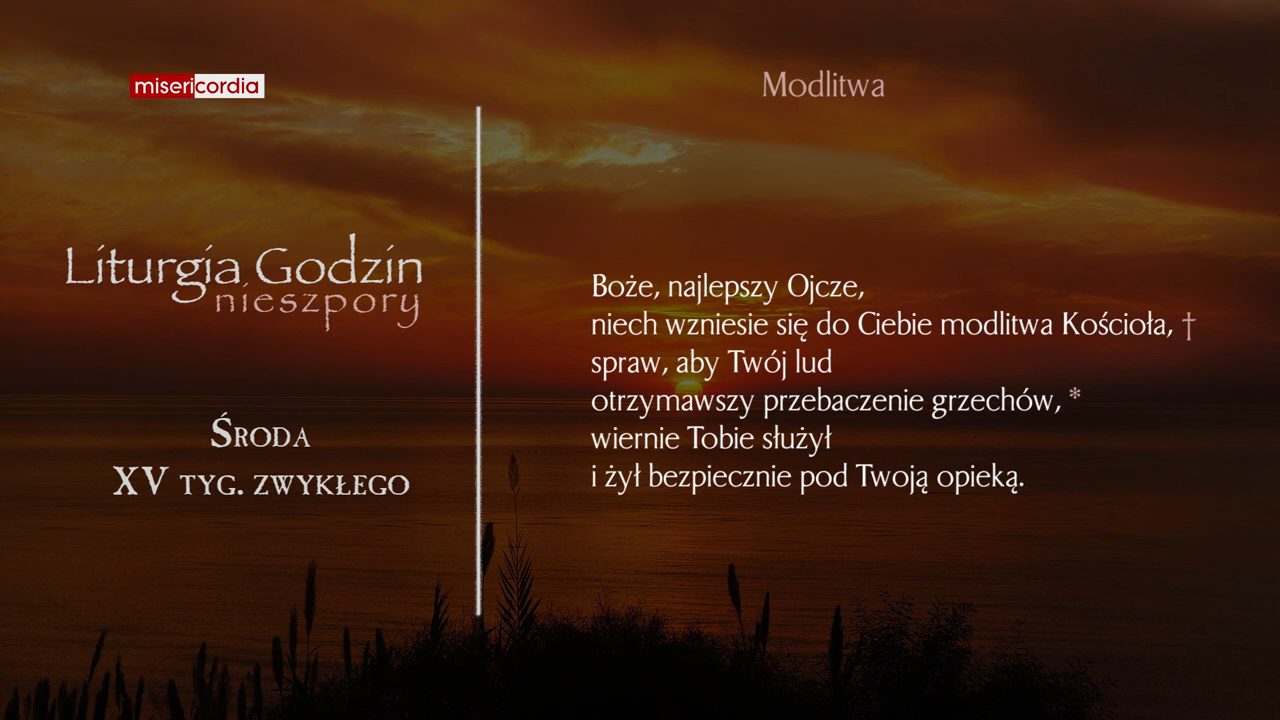 misericordia
Liturgia Godzin
nieszpory
Środa
XV tyg. zwykłego
Modlitwa
Boże, najlepszy Ojcze,
niech wzniesie się do Ciebie modlitwa Kościoła, †
spraw, aby Twój lud
otrzymawszy przebaczenie grzechów, *
wiernie Tobie służył
i żył bezpiecznie pod Twoją opieką.